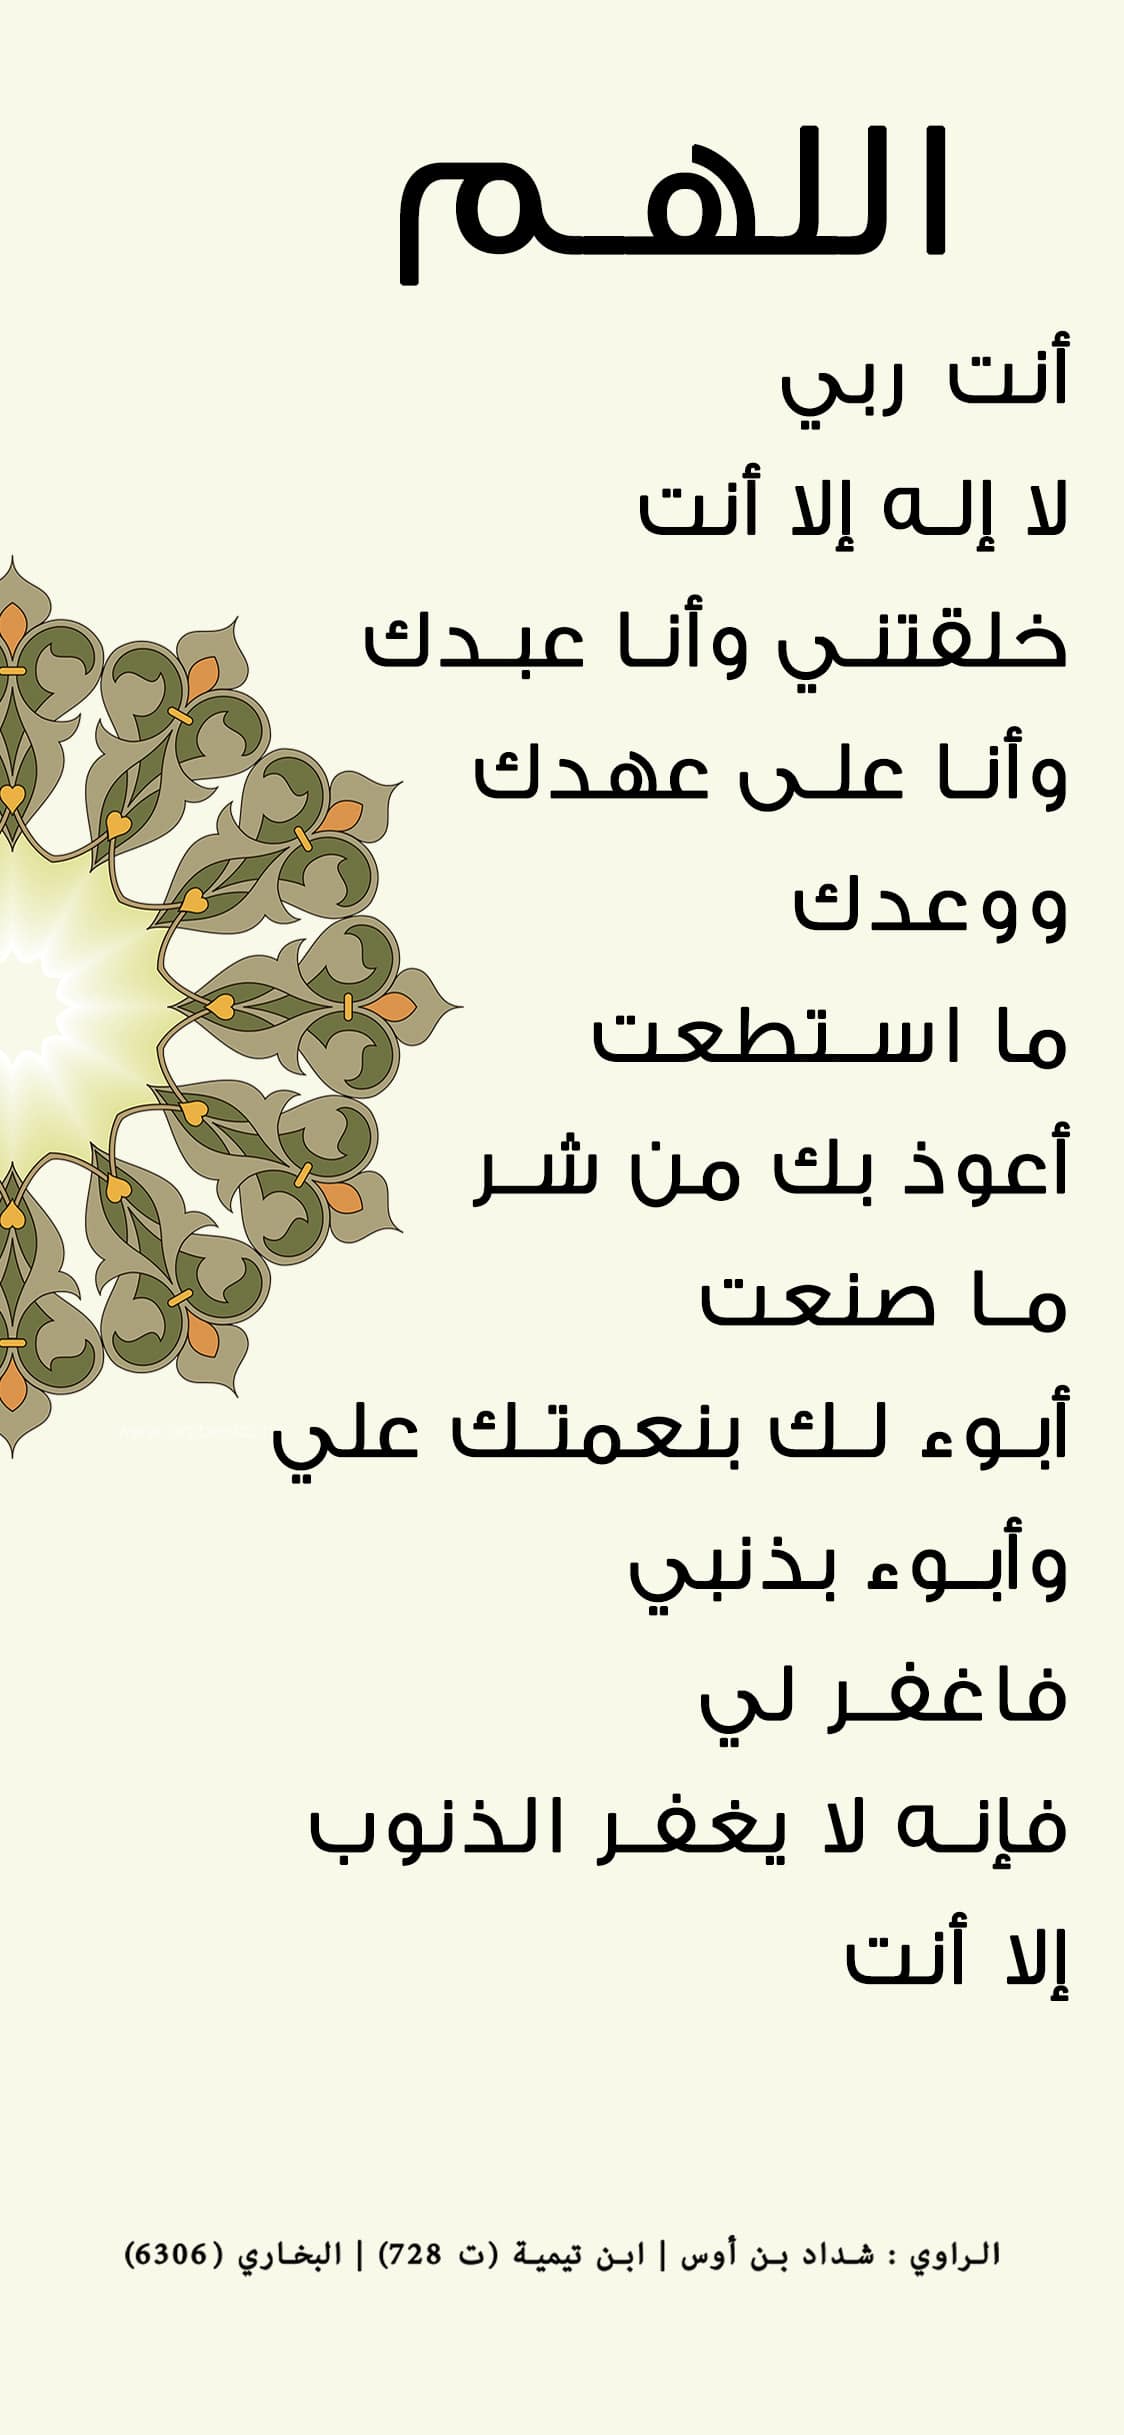 اللهم
أنت ربي
لا إله إلا أنت
خلقتني وأنا عبدك
وأنا على عهدك
ووعدك
ما استطعت
أعوذ بك من شر
ما صنعت
أبوء لك بنعمتك علي
وأبوء بذنبي
فاغفر لي
فإنه لا يغفر الذنوب
إلا أنت
الراوي : شداد بن أوس | ابن تيمية (ت 728) | البخاري (6306)